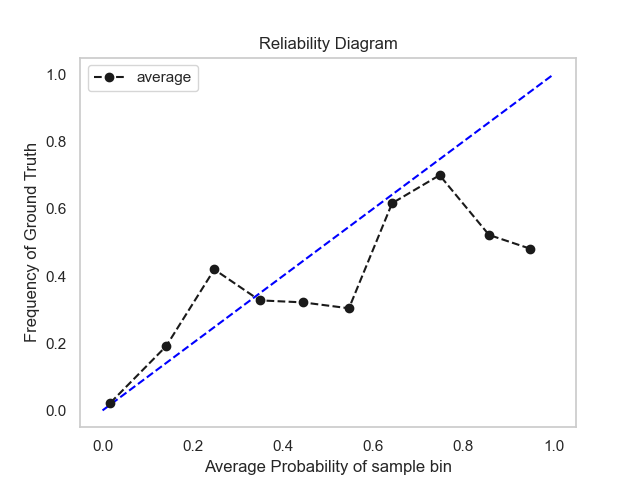 Reliability Diagram
average
1.0
0.8
0.6
0.4
0.2
0.0
Frequency of Ground Truth
0.0 0.2 0.4 0.6 0.8 1.0
Average Probability of sample bin